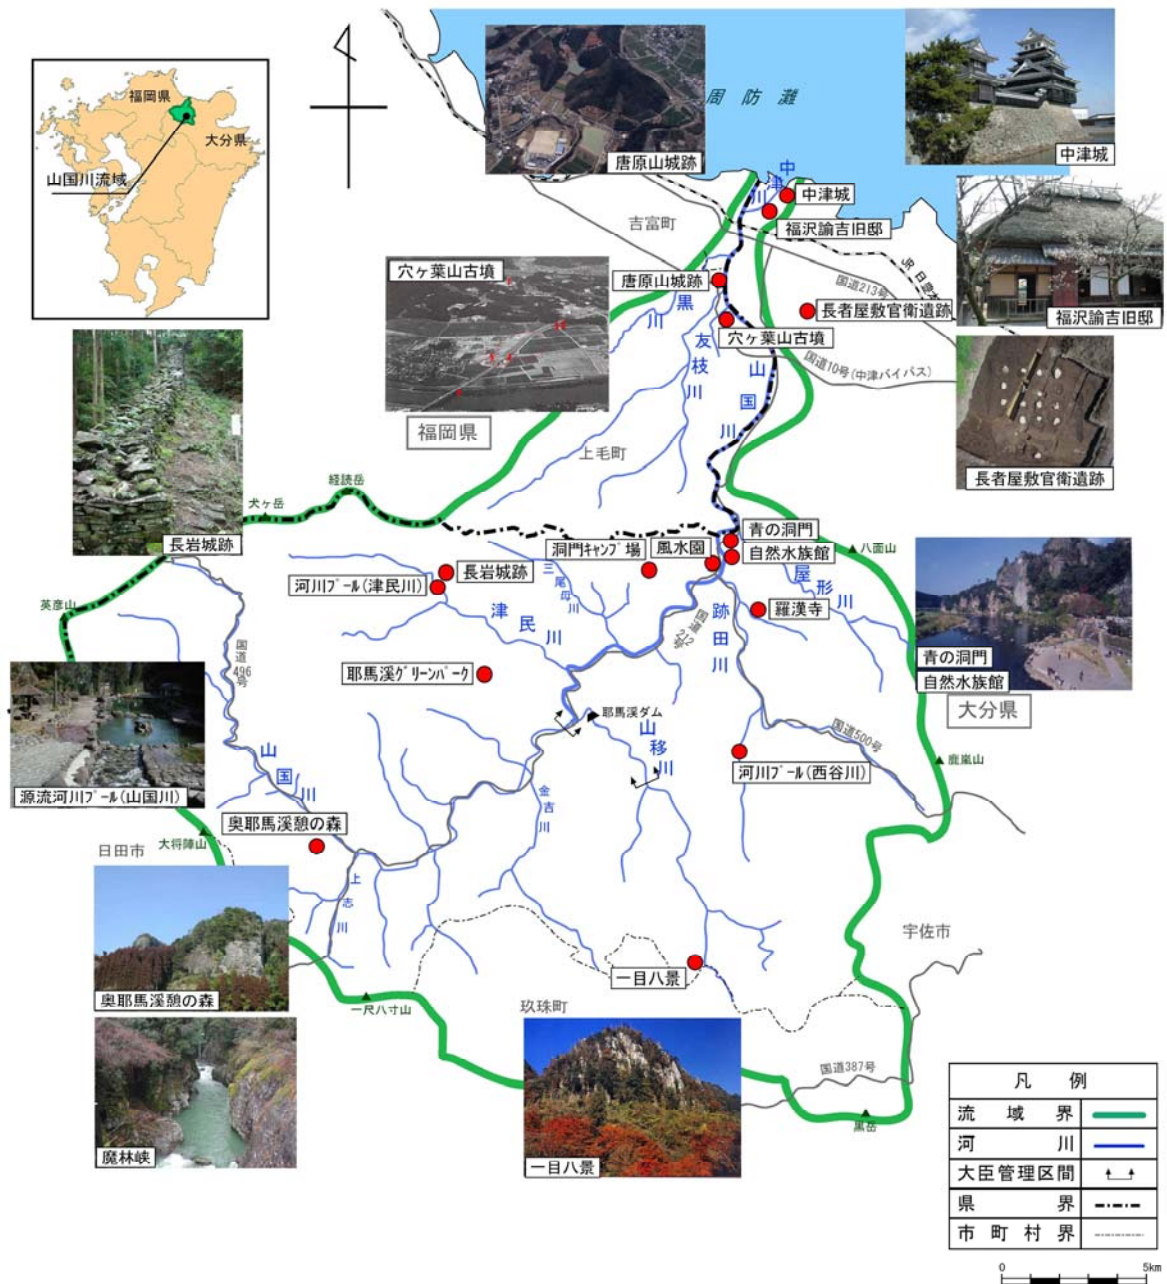 福岡県
大分県
山国川流域
周防灘
唐原山城跡
中津城
中津川
中津城
福沢諭吉旧邸
吉富町
JR日豊本
国道213号
福沢諭吉旧邸
穴ヶ葉山古墳
唐原山城跡
長者屋敷官衛遺跡
穴ヶ葉山古墳
黒川
友枝川
山国川
国道10号(中津バイパス)
長者屋敷官衛遺跡
福岡県
上毛町
経読岳
犬ヶ岳
長岩城跡
青の洞門
自然水族館
洞門キャンプ場
風水園
八面山
長岩城跡
河川プール(津民川)
三尾母川
屋形川
羅漢寺
英彦山
津民川
跡田川
国道212号
国道496号
青の洞門
自然水族館
大分県
耶馬溪グリーンパーク
耶馬溪ダム
山移川
国道500号
鹿嵐山
河川プール(西谷川)
源流河川プール(山国川)
山国川
金吉川
奥耶馬溪憩の森
大将陣山
日田市
上志川
宇佐市
一目八景
奥耶馬溪憩の森
一尺八寸山
玖珠町
国道387号
黒岳
魔林峡
一目八景
凡例
流域界
河川
大臣管理区間
県界
市町村界
0 5km